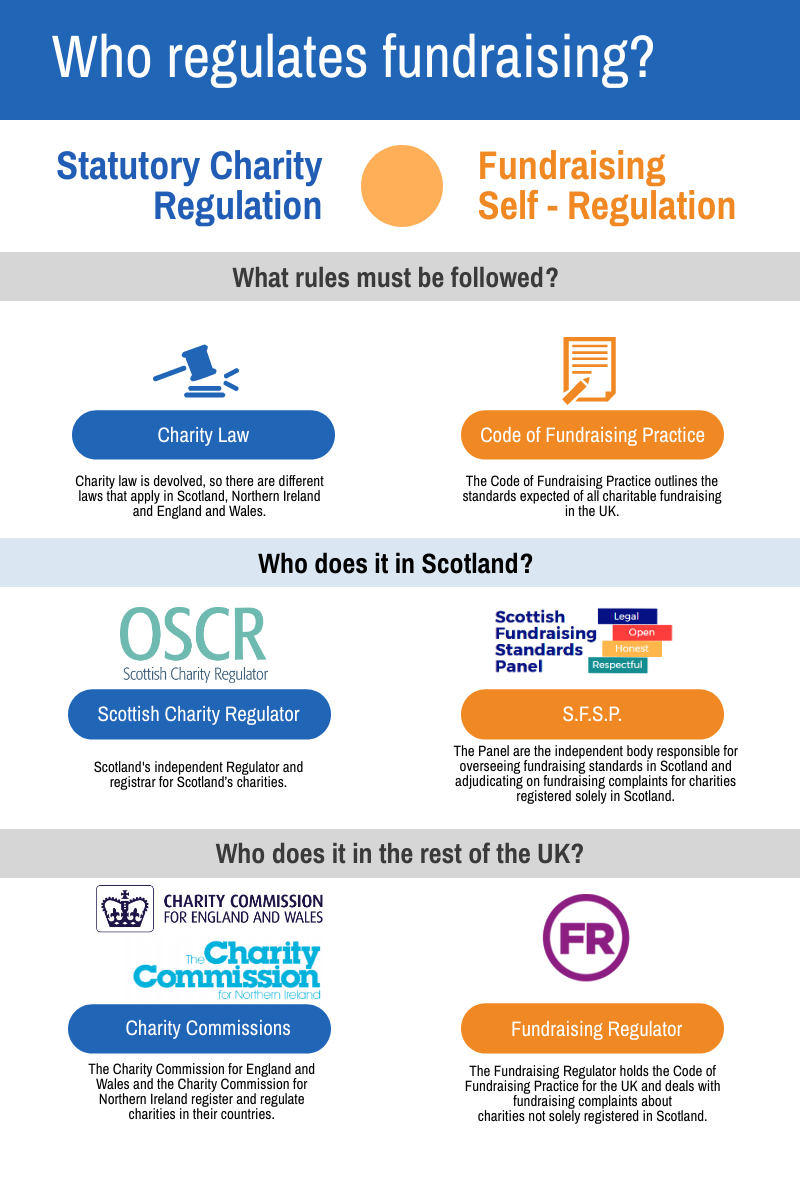 Who regulates fundraising?
Statutory Charity
Regulation
Fundraising
Self - Regulation
What rules must be followed?
Charity Law
Charity law is devolved, so there are different
laws that apply in Scotland, Northern Ireland
and England and Wales.
Code of Fundraising Practice
The Code of Fundraising Practice outlines the
standards expected of all charitable fundraising
in the UK.
Who does it in Scotland?
OSCR
Scottish Charity Regulator
Scottish Charity Regulator
Scotland's independent Regulator and
registrar for Scotland's charities.
Scottish
Fundraising
Standards
Panel
Legal
Open
Honest
Respectful
S.F.S.P.
The Panel are the independent body responsible for
overseeing fundraising standards in Scotland and
adjudicating on fundraising complaints for charities
registered solely in Scotland.
Who does it in the rest of the UK?
CHARITY COMMISSION
FOR ENGLAND AND WALES
The Charity
Commission
for Northern Ireland
Charity Commissions
The Charity Commission for England and
Wales and the Charity Commission for
Northern Ireland register and regulate
charities in their countries.
FR
Fundraising Regulator
The Fundraising Regulator holds the Code of
Fundraising Practice for the UK and deals with
fundraising complaints about
charities not solely registered in Scotland.